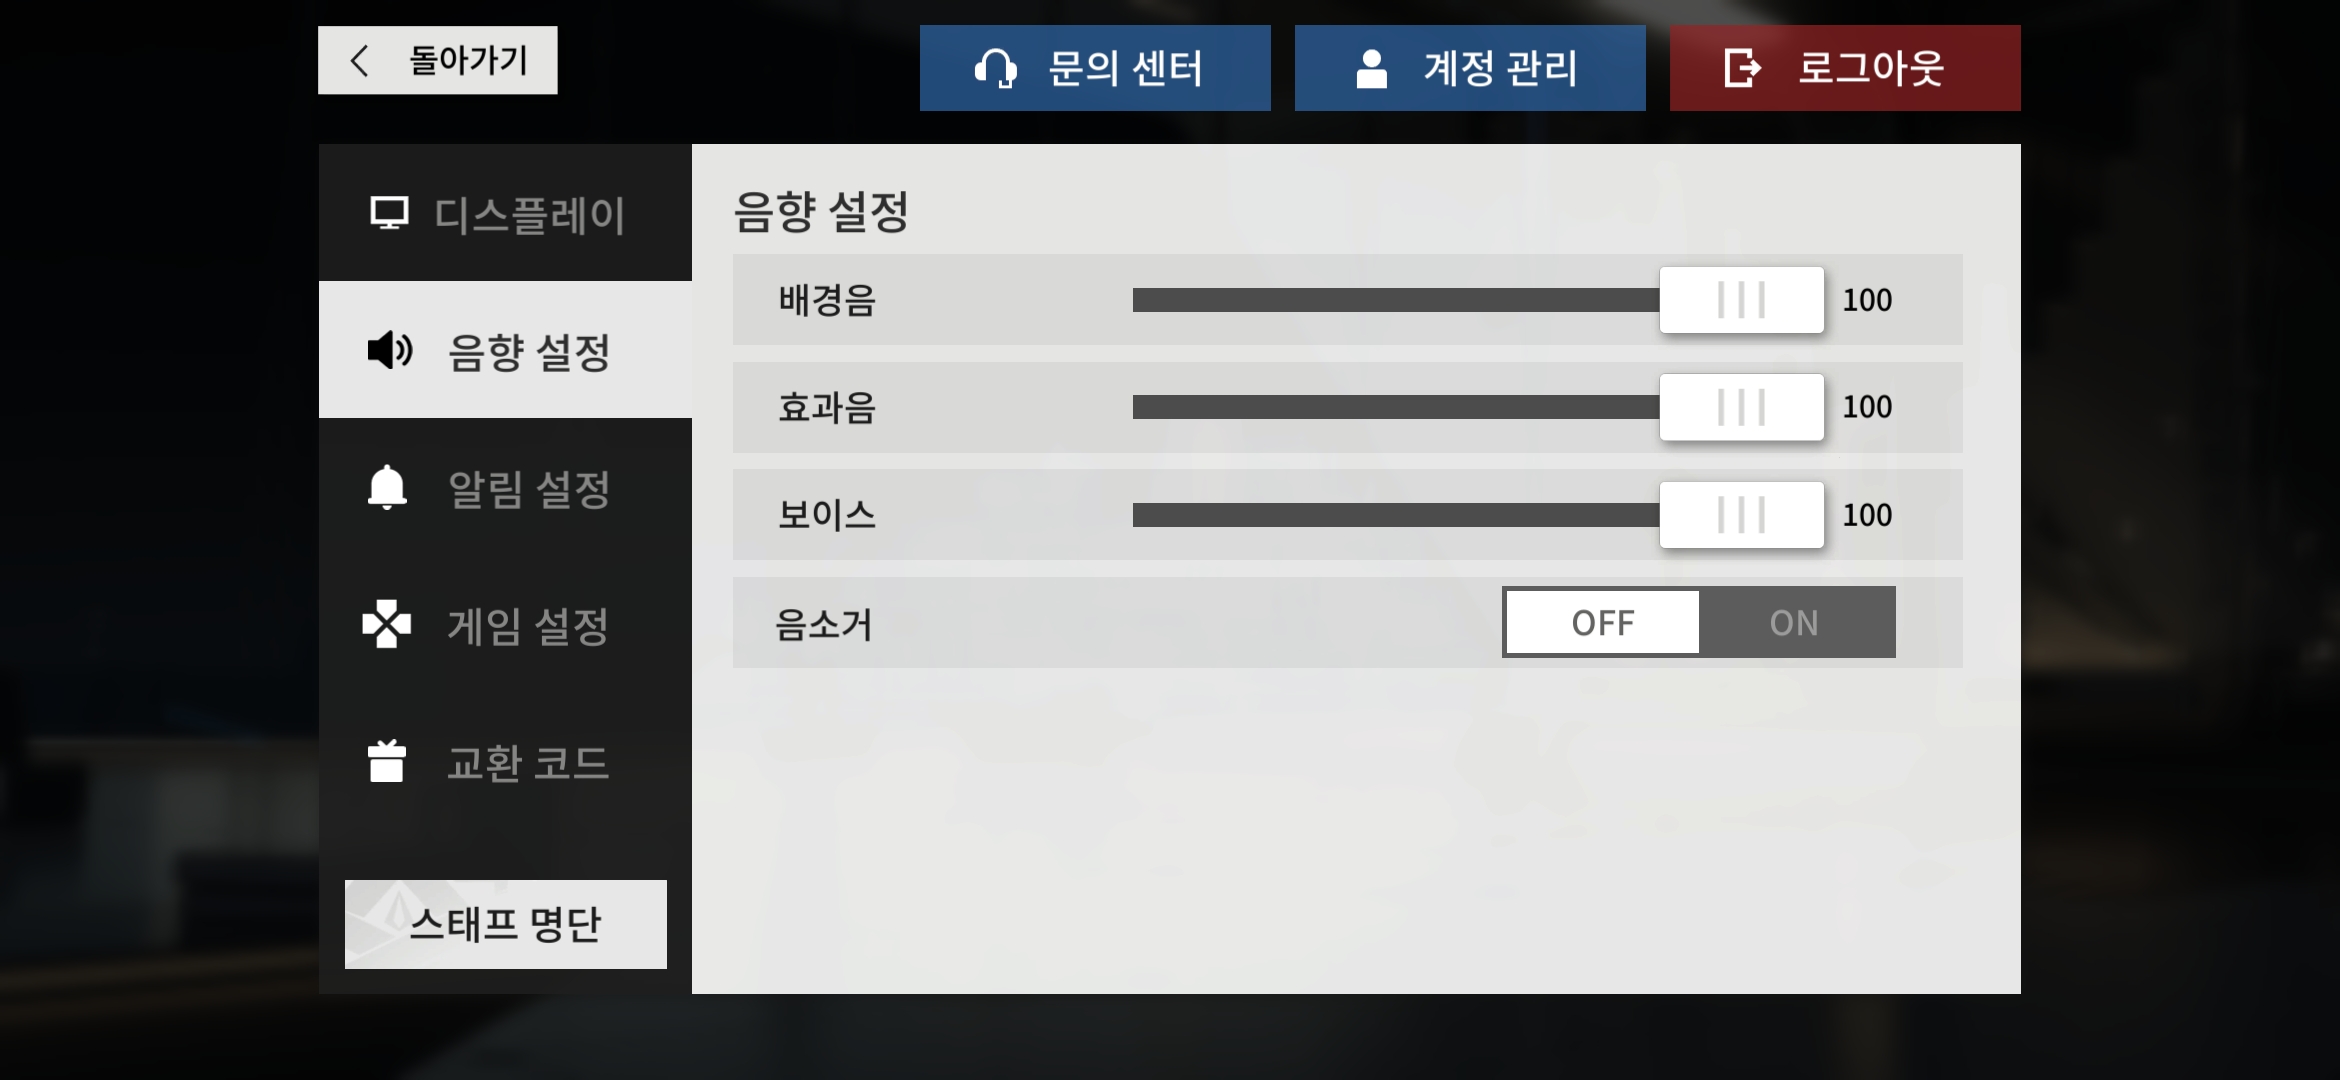 돌아가기
문의 센터
계정 관리
로그아웃
디스플레이
음향 설정
알림 설정
게임 설정
교환 코드
스태프 명단
음향 설정
배경음
100
효과음
100
보이스
100
음소거
OFF
ON